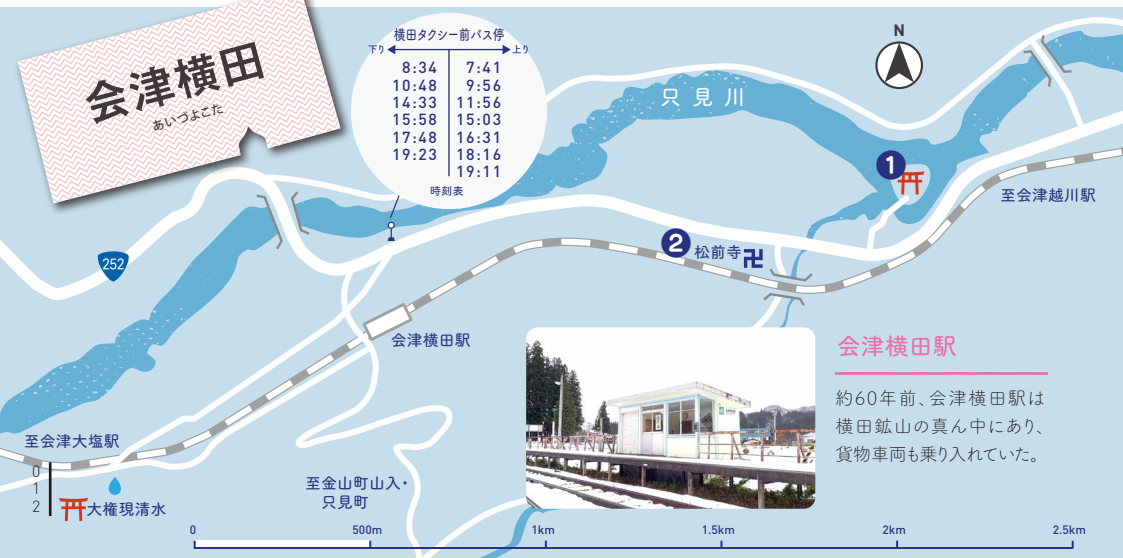 会津横田
あいづよこた
横田タクシー前バス停
下り 上り
8:34 7:41
10:48 9:56
14:33 11:56
15:58 15:03
17:48 16:31
19:23 18:16
19:11
時刻表
N
只見川
1
至会津越川駅
2 松前寺
252
会津横田駅
会津横田駅
約60年前、会津横田駅は
横田鉱山の真ん中にあり、
貨物車両も乗り入れていた。
至会津大塩駅
0
1
2
大権現清水
至金山町山入・
只見町
0 500m 1km 1.5km 2km 2.5km